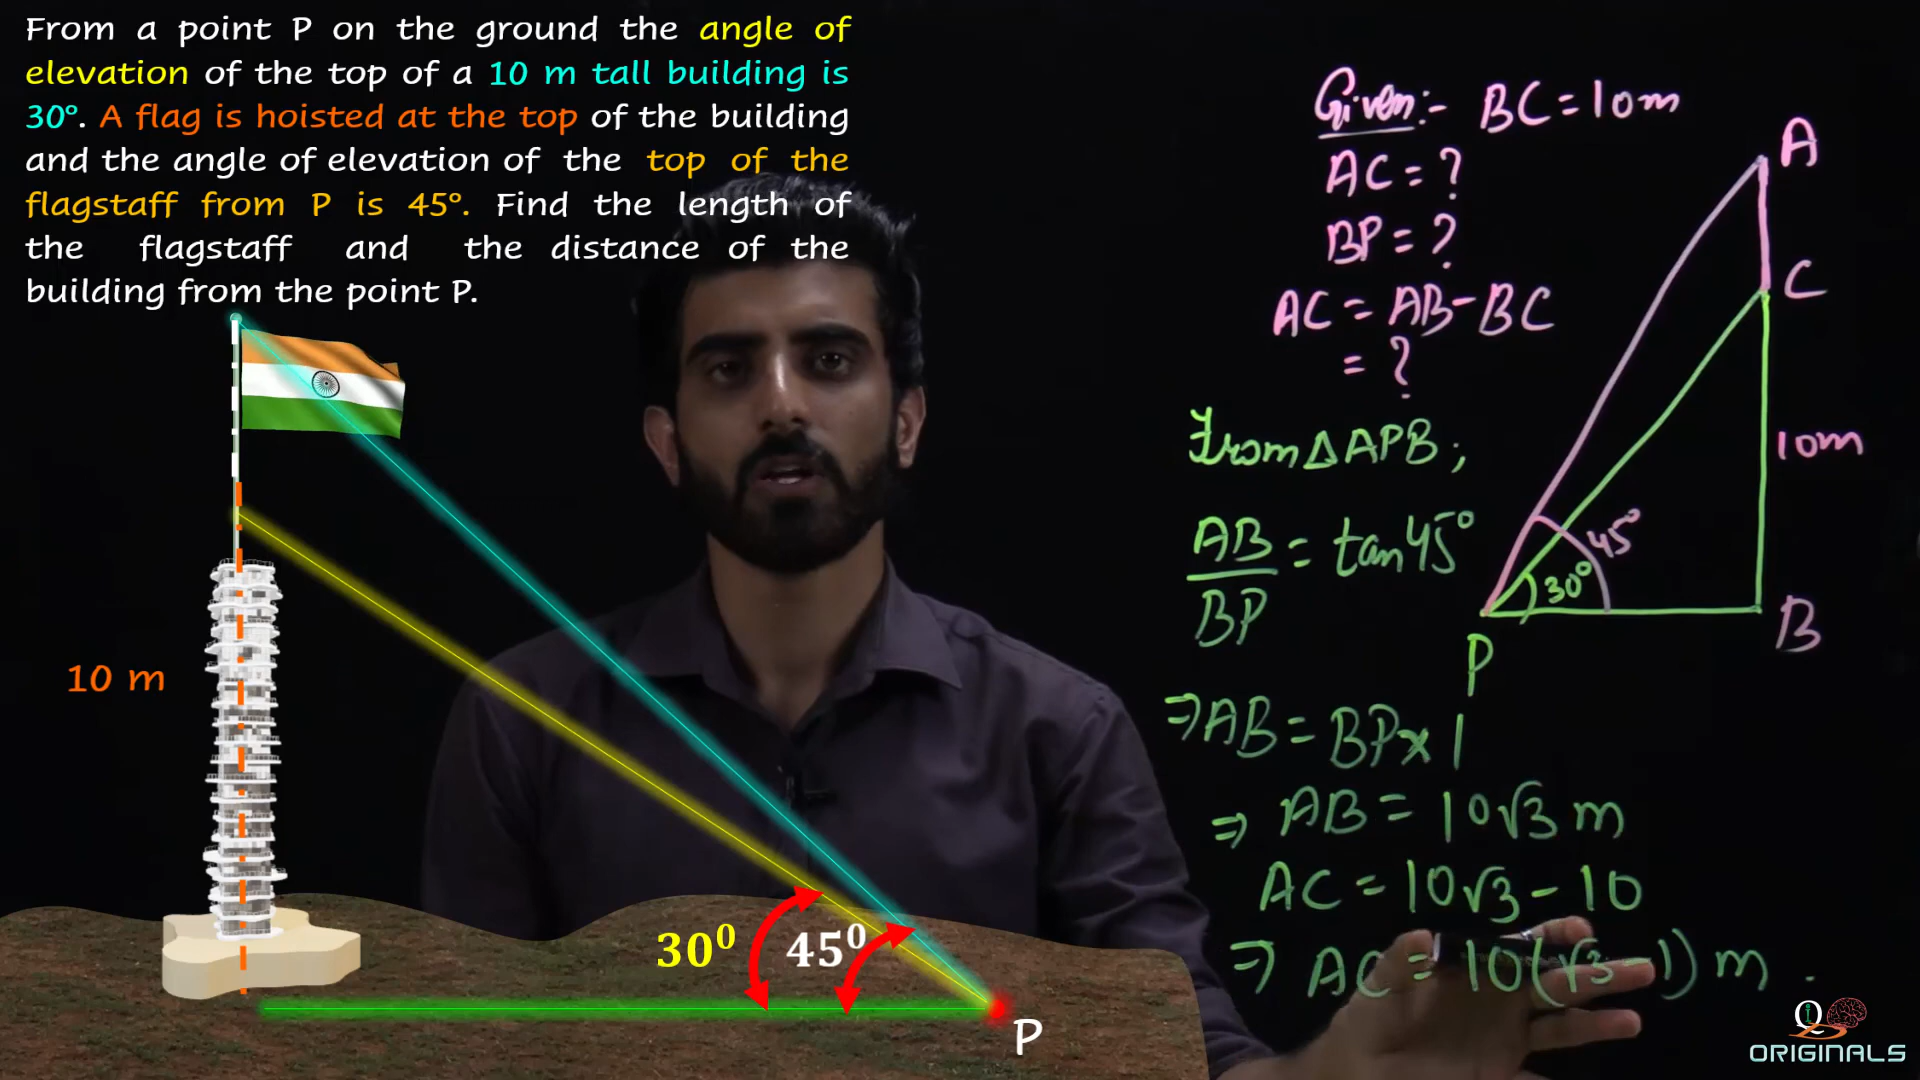 From a point P on the ground the angle of
elevation of the top of a 10 m tall building is
30°. A flag is hoisted at the top of the building
and the angle of elevation of the top of the
flagstaff from P is 45°. Find the length of
the flagstaff and the distance of the
building from the point P.
10 m
30⁰ 45⁰
P
Given:- BC = 10m
AC = ?
BP = ?
AC = AB - BC
= ?
From △APB;
AB/BP = tan45°
⇒ AB = BP × 1
⇒ AB = 10√3 m
AC = 10√3 - 10
⇒ AC = 10(√3 - 1) m.
A
C
10m
45°
30°
P
B
QI
ORIGINALS